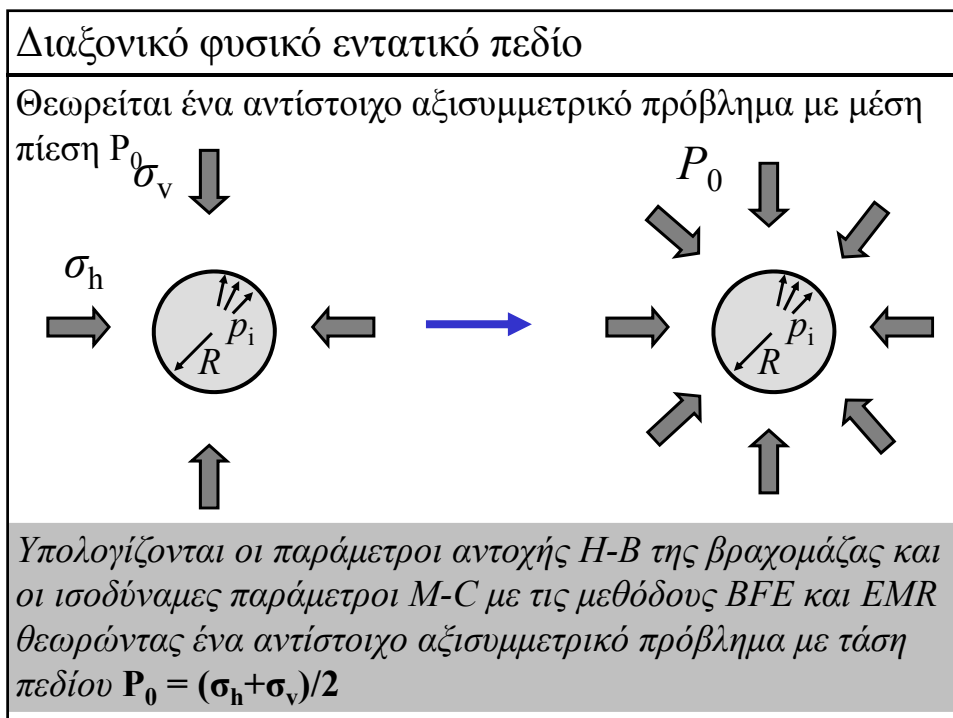 Διαξονικό φυσικό εντατικό πεδίο
Θεωρείται ένα αντίστοιχο αξισυμμετρικό πρόβλημα με μέση
πίεση P₀
σᵥ
P₀
σₕ
pᵢ
R
pᵢ
R
Υπολογίζονται οι παράμετροι αντοχής H-B της βραχομάζας και
οι ισοδύναμες παράμετροι M-C με τις μεθόδους BFE και EMR
θεωρώντας ένα αντίστοιχο αξισυμμετρικό πρόβλημα με τάση
πεδίου P₀ = (σₕ+σᵥ)/2